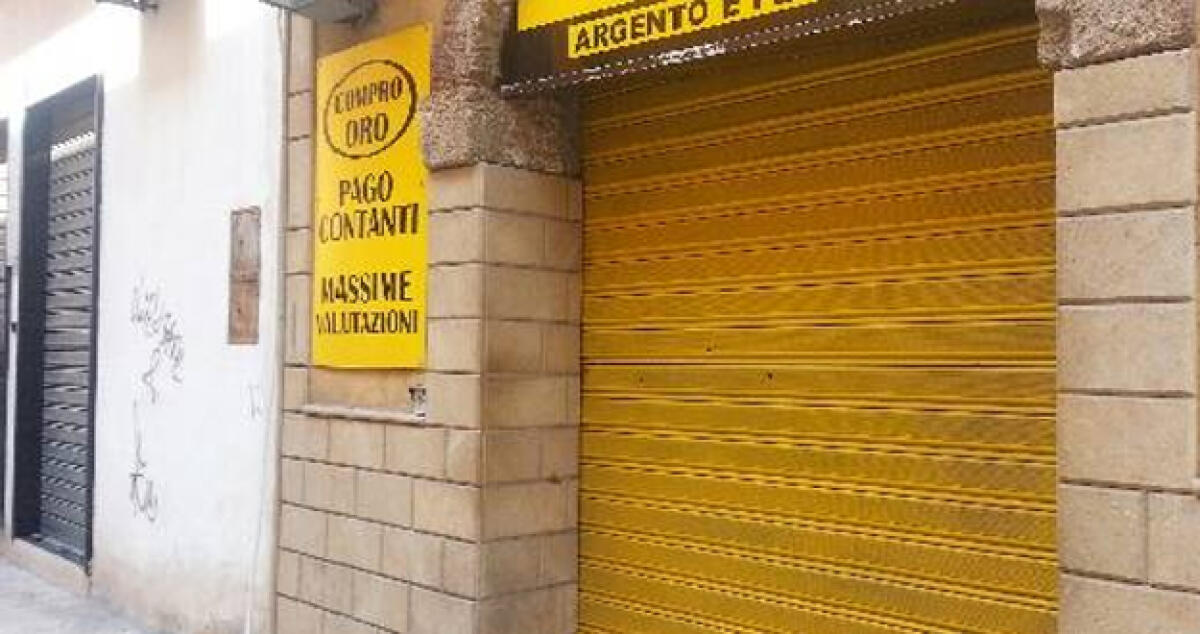 ARGENTO E
COMPRO
ORO
PAGO
CONTANTI
MASSIME
VALUTAZIONI